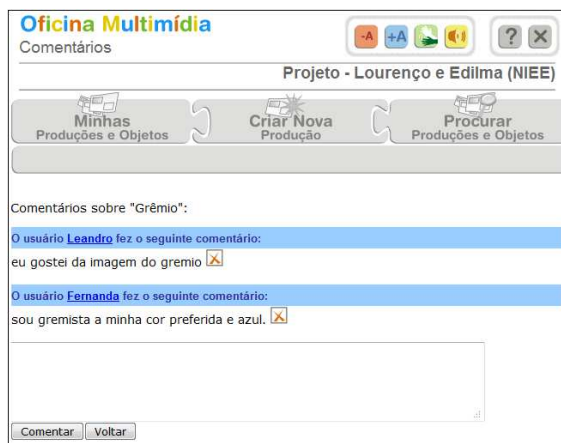 Oficina Multimídia
Comentários
-A +A ? X
Projeto - Lourenço e Edilma (NIEE)
Minhas
Produções e Objetos
Criar Nova
Produção
Procurar
Produções e Objetos
Comentários sobre "Grêmio":
O usuário Leandro fez o seguinte comentário:
eu gostei da imagem do gremio
O usuário Fernanda fez o seguinte comentário:
sou gremista a minha cor preferida e azul.
Comentar Voltar